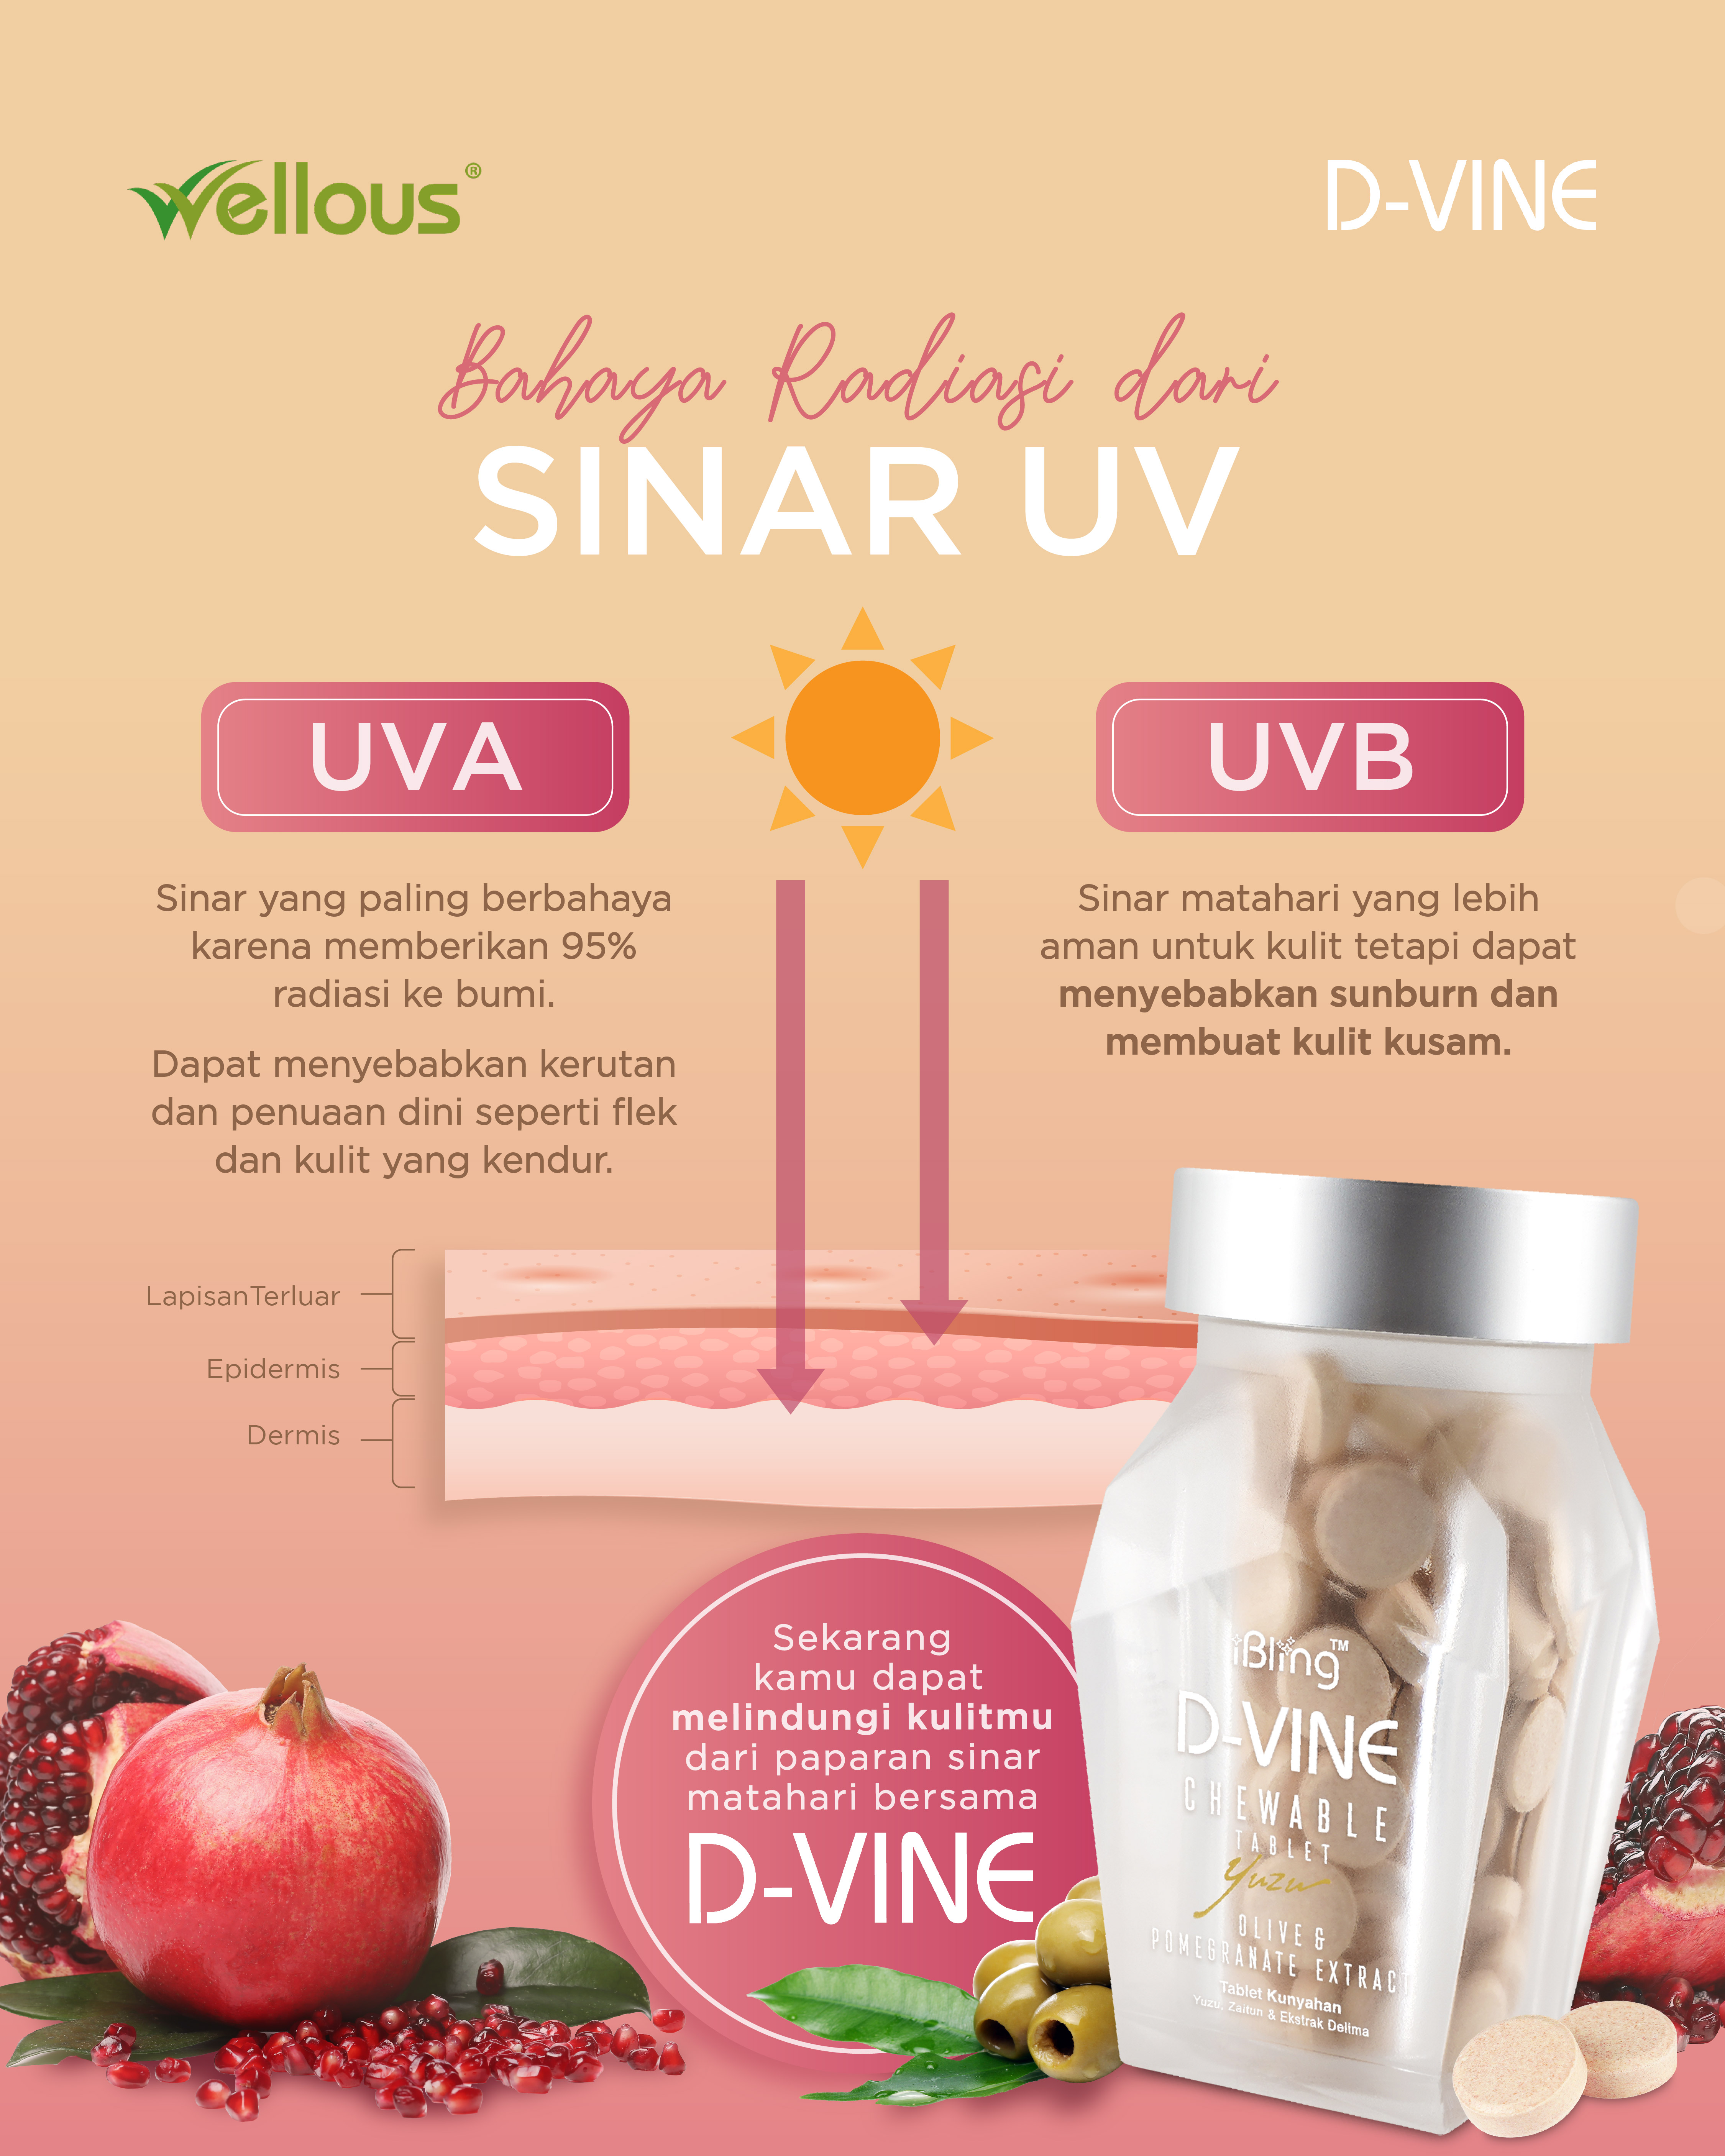 Wellous®
D-VINE
Bahaya Radiasi dari
SINAR UV
UVA
Sinar yang paling berbahaya
karena memberikan 95%
radiasi ke bumi.
Dapat menyebabkan kerutan
dan penuaan dini seperti flek
dan kulit yang kendur.
UVB
Sinar matahari yang lebih
aman untuk kulit tetapi dapat
menyebabkan sunburn dan
membuat kulit kusam.
LapisanTerluar
Epidermis
Dermis
Sekarang
kamu dapat
melindungi kulitmu
dari paparan sinar
matahari bersama
D-VINE
iBling™
D-VINE
CHEWABLE
TABLET
Yuzu
OLIVE &
POMEGRANATE EXTRACT
Tablet Kunyahan
Yuzu, Zaitun & Ekstrak Delima